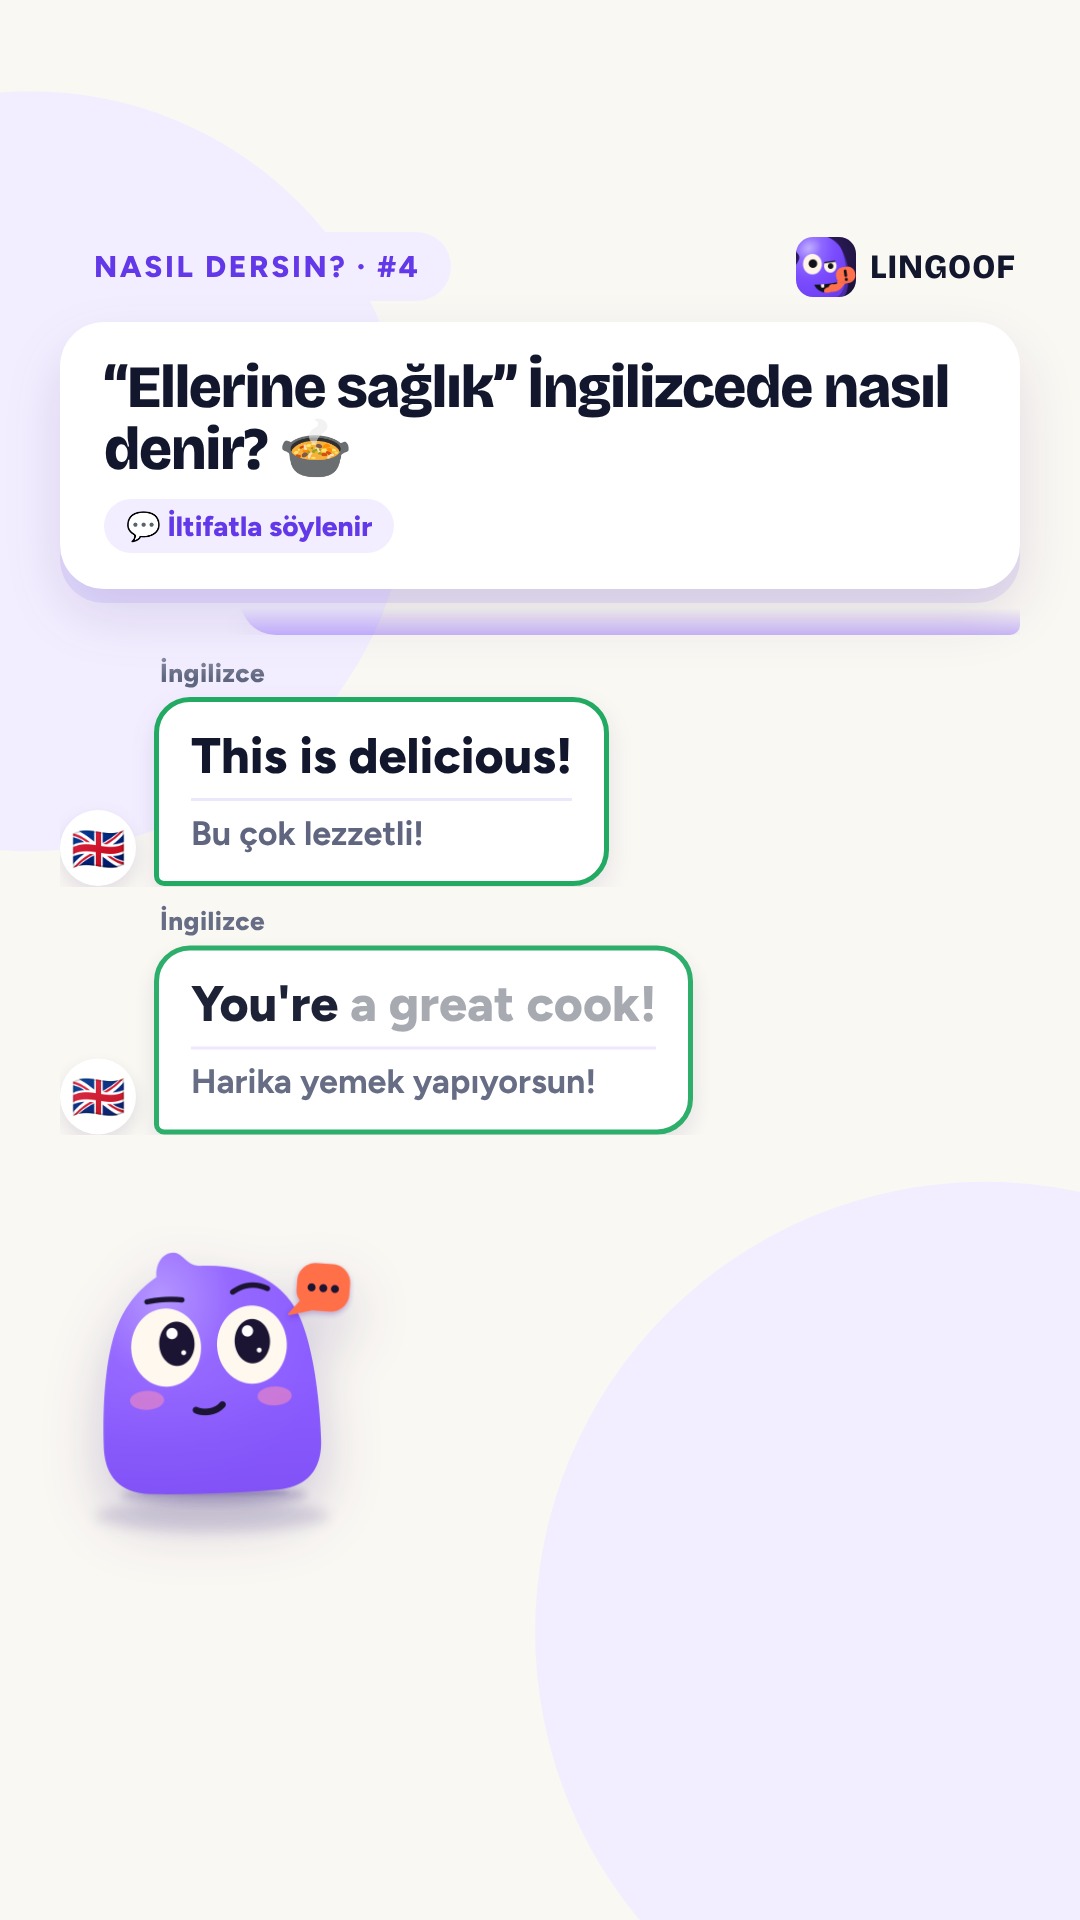 NASIL DERSIN? · #4
LINGOOF
“Ellerine sağlık” İngilizcede nasıl
denir? 🍲
💬 İltifatla söylenir
İngilizce
This is delicious!
Bu çok lezzetli!
İngilizce
You're a great cook!
Harika yemek yapıyorsun!